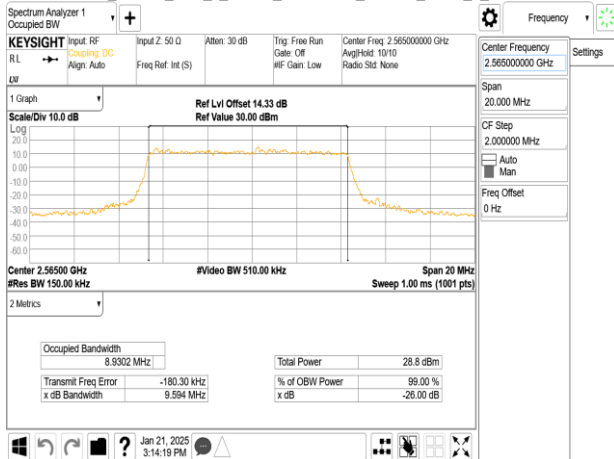 Spectrum Analyzer 1
Occupied BW
Frequency
KEYSIGHT
Input: RF
Coupling: DC
Align: Auto
Input Z: 50 Ω
Freq Ref: Int (S)
Atten: 30 dB
Trig: Free Run
Gate: Off
#IF Gain: Low
Center Freq: 2.565000000 GHz
Avg|Hold: 10/10
Radio Std: None
RL
LXI
Center Frequency
2.565000000 GHz
Settings
Span
20.000 MHz
CF Step
2.000000 MHz
Auto
Man
Freq Offset
0 Hz
1 Graph
Scale/Div 10.0 dB
Ref Lvl Offset 14.33 dB
Ref Value 30.00 dBm
Log
20.0
10.0
0.00
-10.0
-20.0
-30.0
-40.0
-50.0
-60.0
Center 2.56500 GHz
#Video BW 510.00 kHz
Span 20 MHz
#Res BW 150.00 kHz
Sweep 1.00 ms (1001 pts)
2 Metrics
Occupied Bandwidth
8.9302 MHz
Total Power 28.8 dBm
Transmit Freq Error -180.30 kHz
% of OBW Power 99.00 %
x dB Bandwidth 9.594 MHz
x dB -26.00 dB
Jan 21, 2025
3:14:19 PM